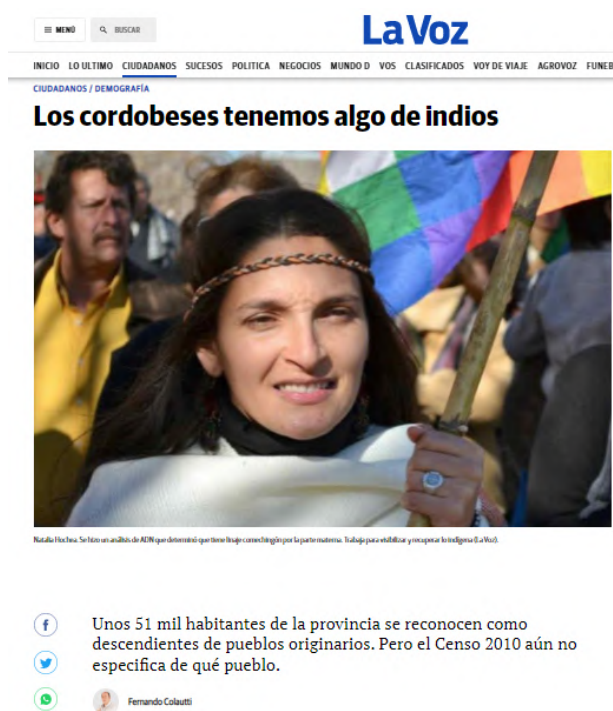 MENÚ
BUSCAR
La Voz
INICIO LO ULTIMO CIUDADANOS SUCESOS POLITICA NEGOCIOS MUNDO D VOS CLASIFICADOS VOY DE VIAJE AGROVOZ FUNEB
CIUDADANOS / DEMOGRAFÍA
Los cordobeses tenemos algo de indios
Natalia Hochea. Se hizo un análisis de ADN que determinó que tiene linaje comechingón por la parte materna. Trabaja para visibilizar y recuperar lo indígena (La Voz).
Unos 51 mil habitantes de la provincia se reconocen como
descendientes de pueblos originarios. Pero el Censo 2010 aún no
especifica de qué pueblo.
Fernando Colautti